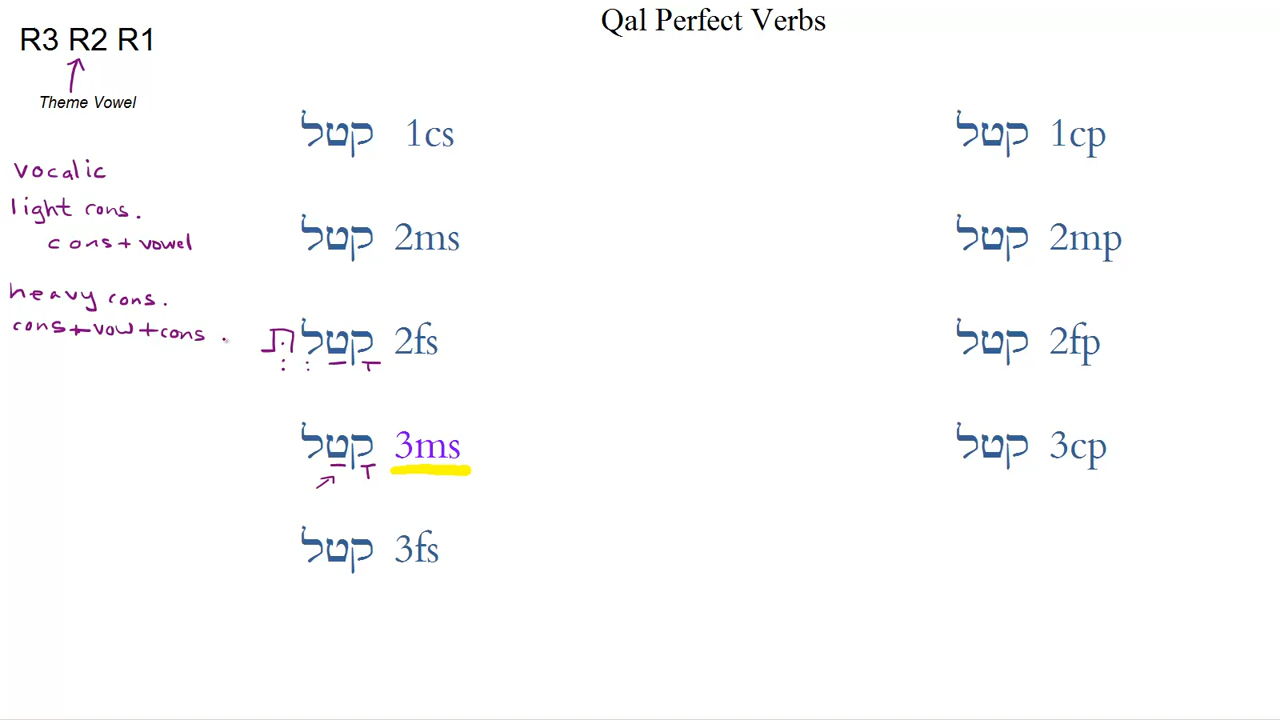 Qal Perfect Verbs
R3 R2 R1
Theme Vowel
vocalic
light cons.
cons + vowel
heavy cons.
cons+vow+cons.
קטל 1cs
קטל 2ms
קָטַלְתְּ 2fs
קָטַל 3ms
קטל 3fs
קטל 1cp
קטל 2mp
קטל 2fp
קטל 3cp